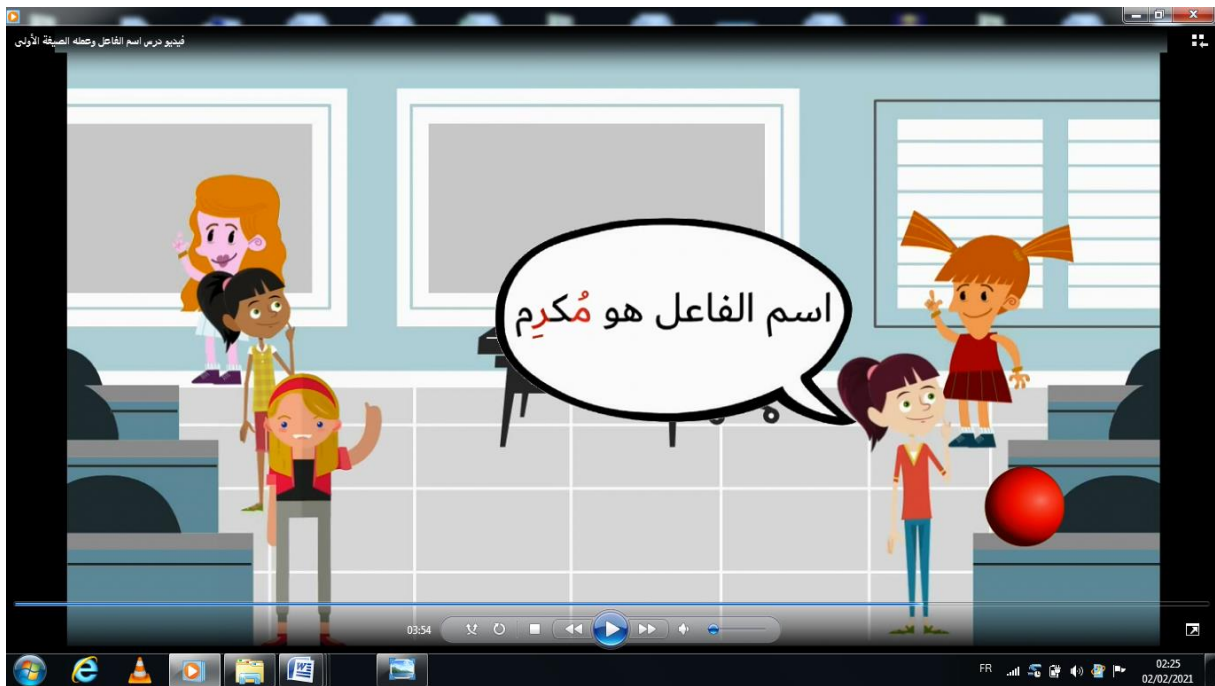 فيديو درس اسم الفاعل وعمله الصيغة الأولى
اسم الفاعل هو مُكرِم
03:54
FR
02:25
02/02/2021